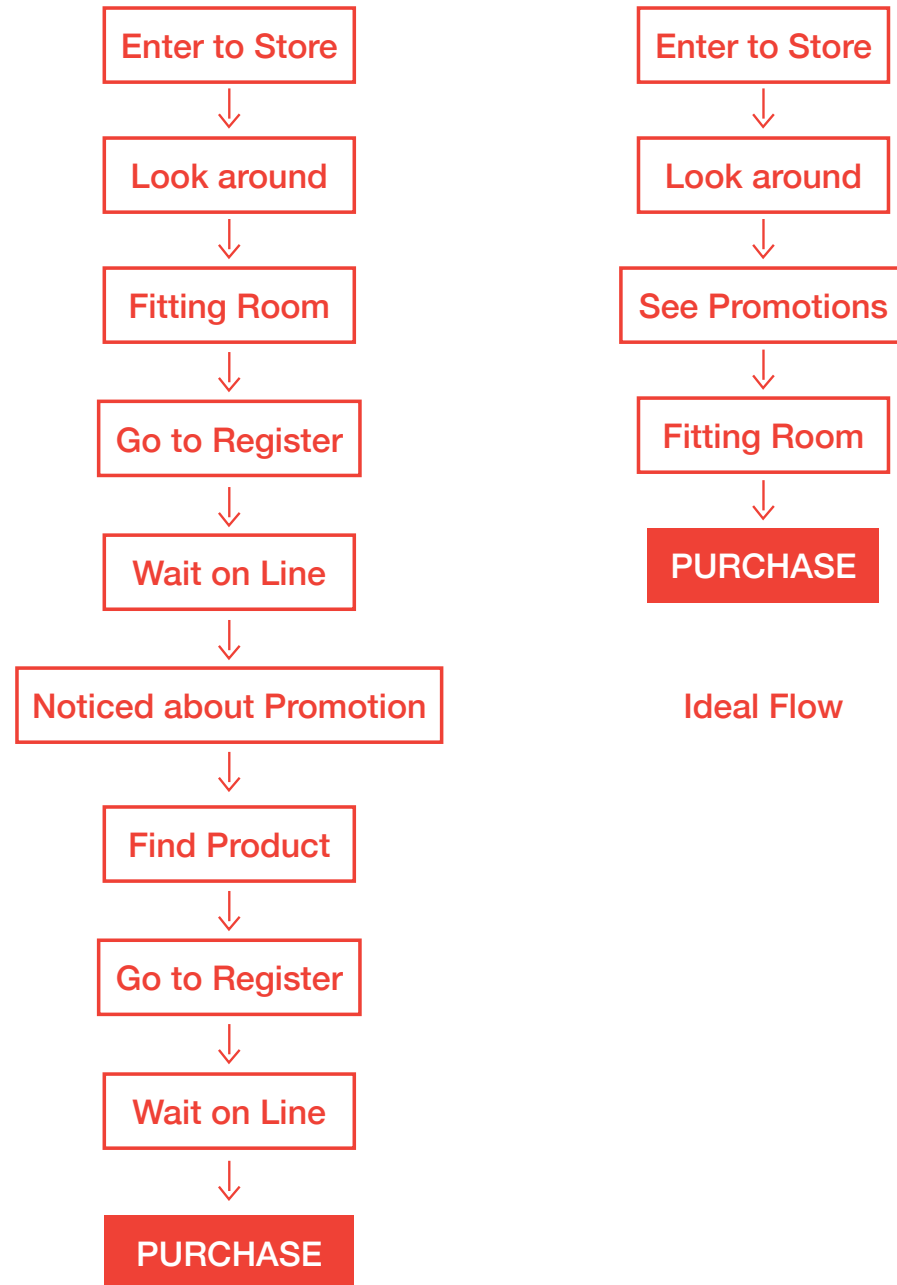 Enter to Store
Look around
Fitting Room
Go to Register
Wait on Line
Noticed about Promotion
Find Product
Go to Register
Wait on Line
PURCHASE
Enter to Store
Look around
See Promotions
Fitting Room
PURCHASE
Ideal Flow